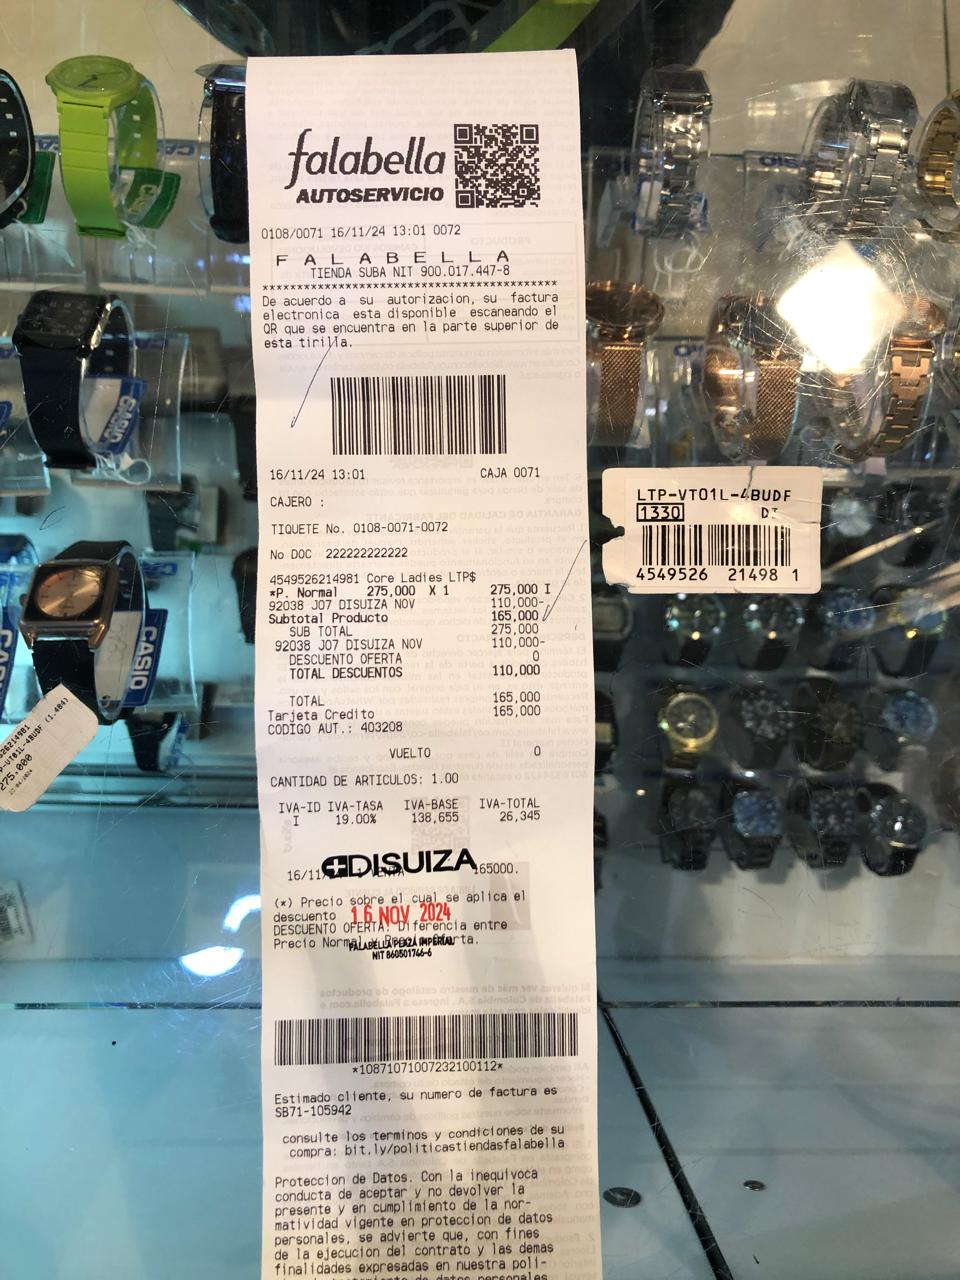 falabella
AUTOSERVICIO
0108/0071 16/11/24 13:01 0072
FALABELLA
TIENDA SUBA NIT 900.017.447-8
********************************************
De acuerdo a su autorizacion, su factura
electronica esta disponible escaneando el
QR que se encuentra en la parte superior de
esta tirilla.
16/11/24 13:01 CAJA 0071
CAJERO :
TIQUETE No. 0108-0071-0072
No DOC 222222222222
4549526214981 Core Ladies LTP$
*P. Normal 275,000 X 1 275,000 I
92038 J07 DISUIZA NOV 110,000-
Subtotal Producto 165,000
SUB TOTAL 275,000
92038 J07 DISUIZA NOV 110,000-
DESCUENTO OFERTA 0
TOTAL DESCUENTOS 110,000
TOTAL 165,000
Tarjeta Credito 165,000
CODIGO AUT.: 403208
VUELTO 0
CANTIDAD DE ARTICULOS: 1.00
IVA-ID IVA-TASA IVA-BASE IVA-TOTAL
I 19.00% 138,655 26,345
DISUIZA
16/11 VENTA 165000.
(*) Precio sobre el cual se aplica el
descuento
16 NOV 2024
DESCUENTO OFERTA: Diferencia entre
Precio Normal y Oferta.
FALABELLA PLAZA IMPERIAL
NIT 860501746-6
*10871071007232100112*
Estimado cliente, su numero de factura es
SB71-105942
consulte los terminos y condiciones de su
compra: bit.ly/politicastiendasfalabella
Proteccion de Datos. Con la inequivoca
conducta de aceptar y no devolver la
presente y en cumplimiento de la nor-
matividad vigente en proteccion de datos
personales, se advierte que, con fines
de la ejecucion del contrato y las demas
finalidades expresadas en nuestra poli-
LTP-VT01L-4BUDF
1330 DI
4549526 21498 1
CASIO
CASIO
CASIO
275.000